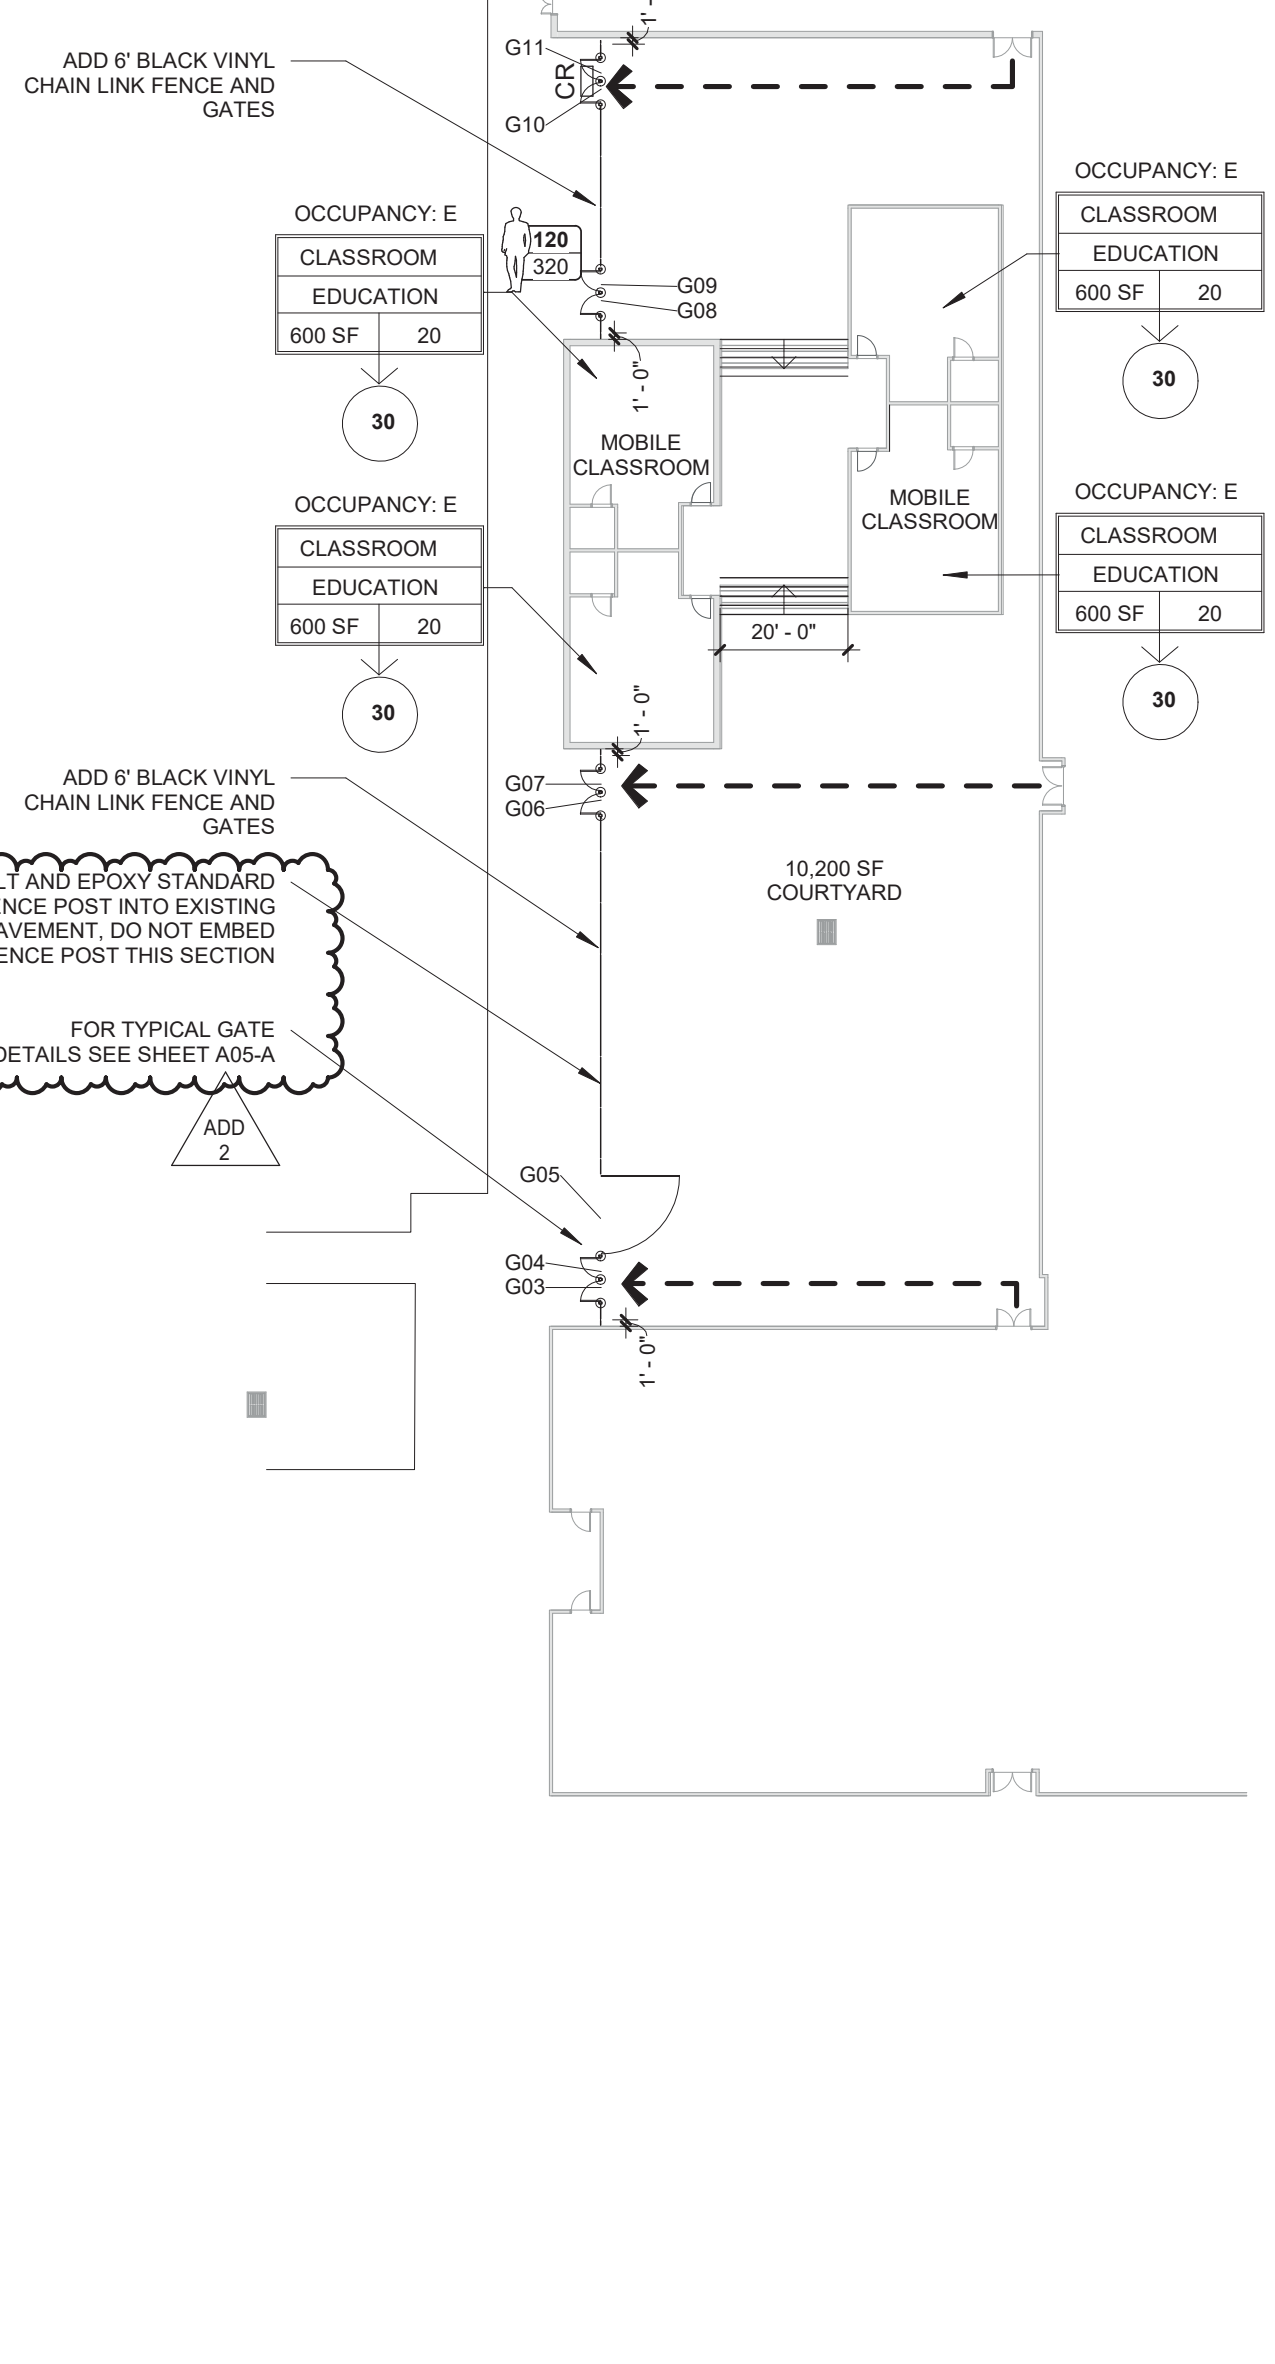 1'-
G11
ADD 6' BLACK VINYL
CHAIN LINK FENCE AND
GATES
CR
G10
OCCUPANCY: E
CLASSROOM
EDUCATION
600 SF 20
30
OCCUPANCY: E
CLASSROOM
EDUCATION
600 SF 20
30
120
320
G09
G08
1' - 0"
MOBILE
CLASSROOM
MOBILE
CLASSROOM
OCCUPANCY: E
CLASSROOM
EDUCATION
600 SF 20
30
OCCUPANCY: E
CLASSROOM
EDUCATION
600 SF 20
30
20' - 0"
1' - 0"
ADD 6' BLACK VINYL
CHAIN LINK FENCE AND
GATES
G07
G06
10,200 SF
COURTYARD
LT AND EPOXY STANDARD
ENCE POST INTO EXISTING
AVEMENT, DO NOT EMBED
ENCE POST THIS SECTION
FOR TYPICAL GATE
DETAILS SEE SHEET A05-A
ADD
2
G05
G04
G03
1' - 0"